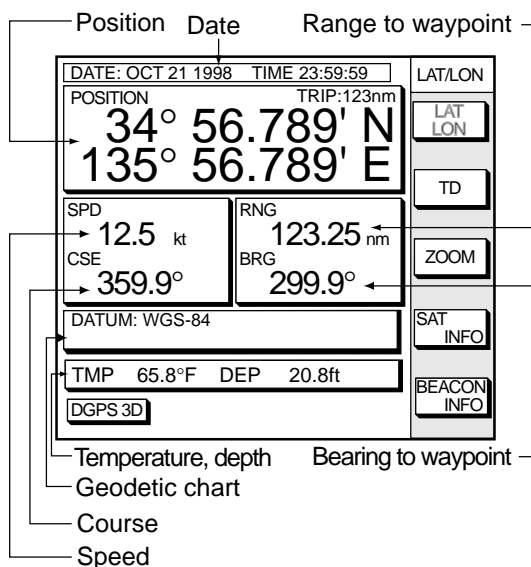 Position Date Range to waypoint
DATE: OCT 21 1998 TIME 23:59:59 LAT/LON
POSITION TRIP:123nm
34° 56.789' N
135° 56.789' E
LAT
LON
TD
SPD
12.5 kt
CSE
359.9°
RNG
123.25 nm
BRG
299.9°
ZOOM
DATUM: WGS-84
SAT
INFO
TMP 65.8°F DEP 20.8ft
BEACON
INFO
DGPS 3D
Temperature, depth Bearing to waypoint
Geodetic chart
Course
Speed